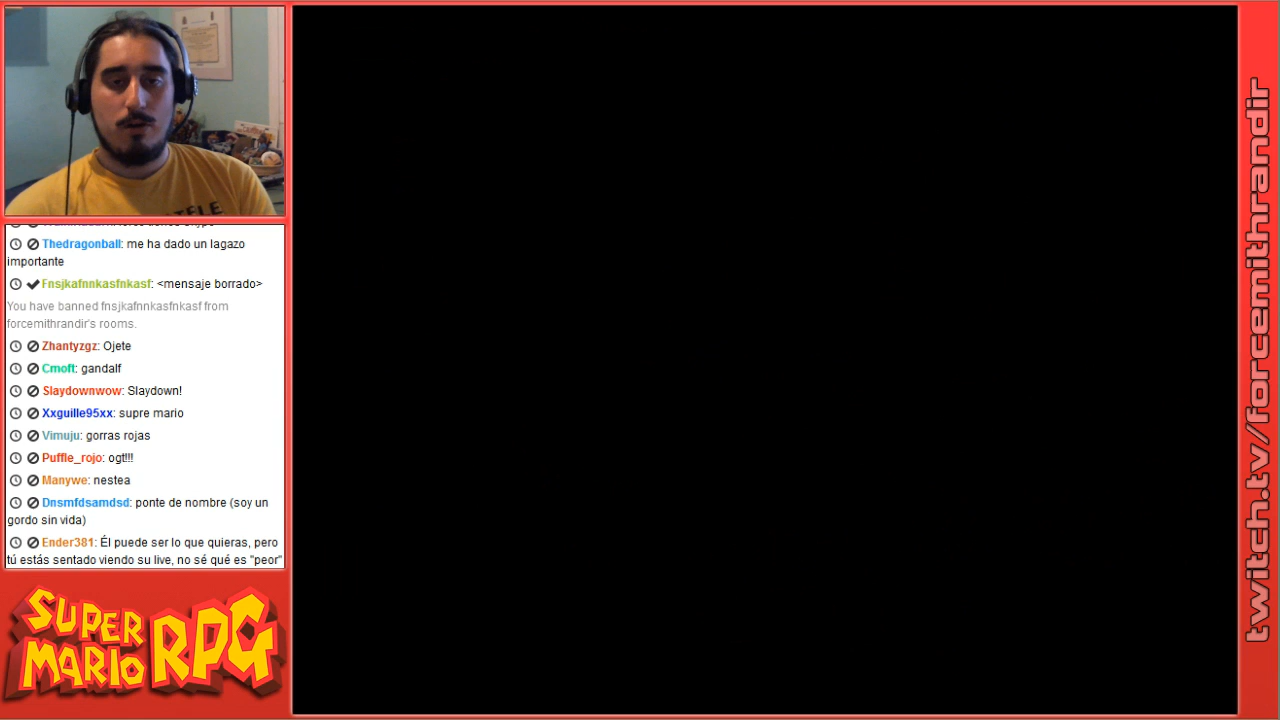 Thedragonball: me ha dado un lagazo
importante
Fnsjkafnnkasfnkasf: <mensaje borrado>
You have banned fnsjkafnnkasfnkasf from
forcemithrandir's rooms.
Zhantyzgz: Ojete
Cmoft: gandalf
Slaydownwow: Slaydown!
Xxguille95xx: supre mario
Vimuju: gorras rojas
Puffle_rojo: ogt!!!
Manywe: nestea
Dnsmfdsamdsd: ponte de nombre (soy un
gordo sin vida)
Ender381: Él puede ser lo que quieras, pero
tú estás sentado viendo su live, no sé qué es "peor"
SUPER
MARIO RPG
twitch.tv/forcemithrandir